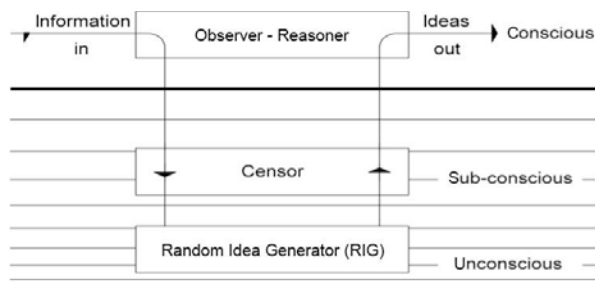 Information
in
Observer - Reasoner
Ideas
out
Conscious
Censor
Sub-conscious
Random Idea Generator (RIG)
Unconscious